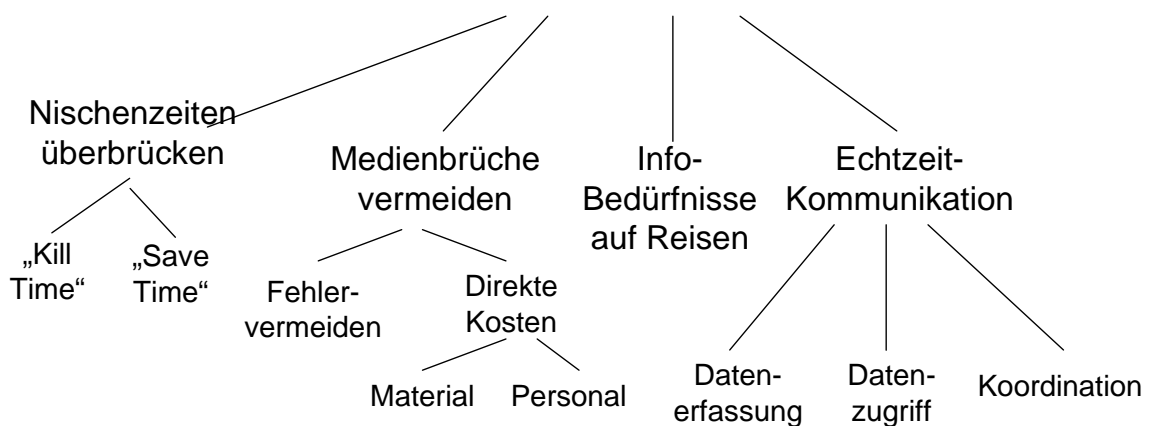 Nischenzeiten
überbrücken
Medienbrüche
vermeiden
Info-
Bedürfnisse
auf Reisen
Echtzeit-
Kommunikation
„Kill
Time“
„Save
Time“
Fehler-
vermeiden
Direkte
Kosten
Material
Personal
Daten-
erfassung
Daten-
zugriff
Koordination